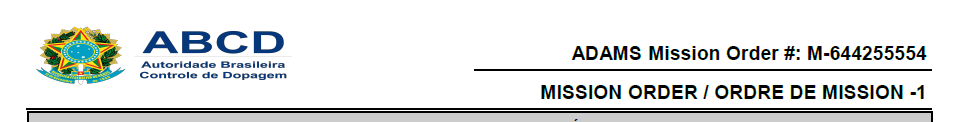 ABCD
Autoridade Brasileira
Controle de Dopagem
ADAMS Mission Order #: M-644255554
MISSION ORDER / ORDRE DE MISSION -1